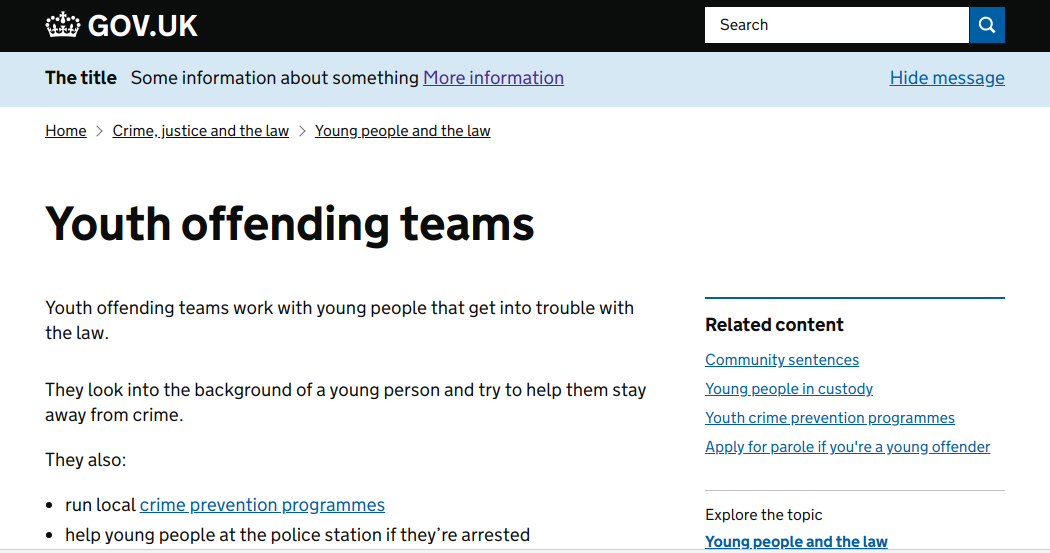 GOV.UK
Search
The title Some information about something More information
Hide message
Home > Crime, justice and the law > Young people and the law
Youth offending teams
Youth offending teams work with young people that get into trouble with
the law.
They look into the background of a young person and try to help them stay
away from crime.
They also:
• run local crime prevention programmes
• help young people at the police station if they’re arrested
Related content
Community sentences
Young people in custody
Youth crime prevention programmes
Apply for parole if you're a young offender
Explore the topic
Young people and the law